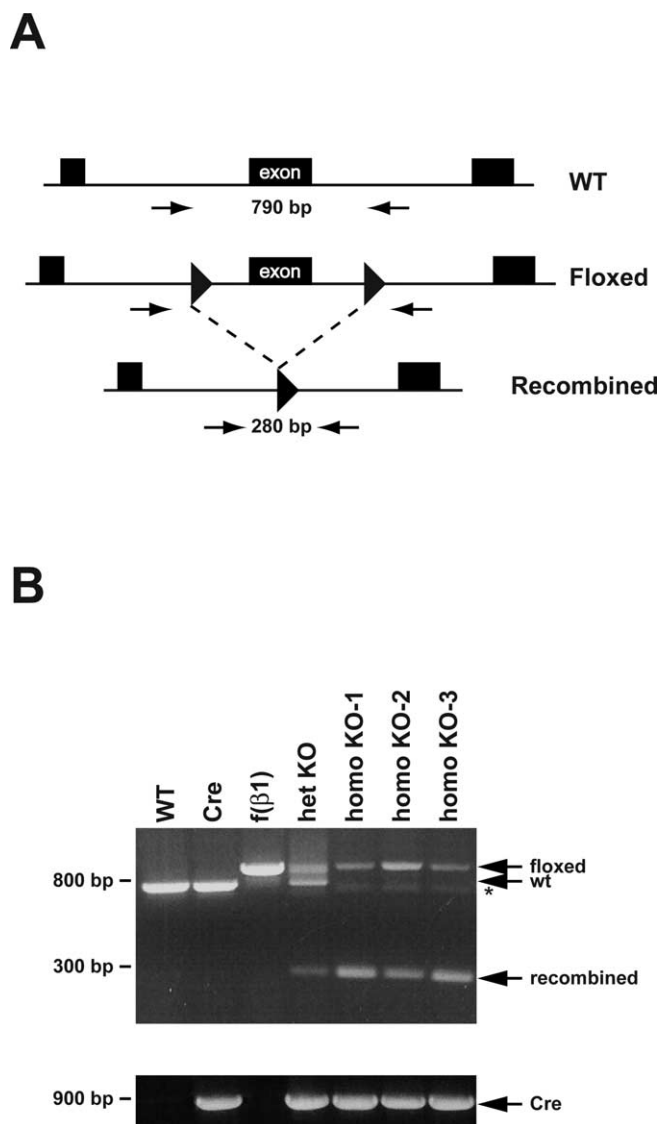 A
exon
WT
790 bp
exon
Floxed
Recombined
280 bp
B
WT
Cre
f(β1)
het KO
homo KO-1
homo KO-2
homo KO-3
800 bp
floxed
wt
*
300 bp
recombined
900 bp
Cre